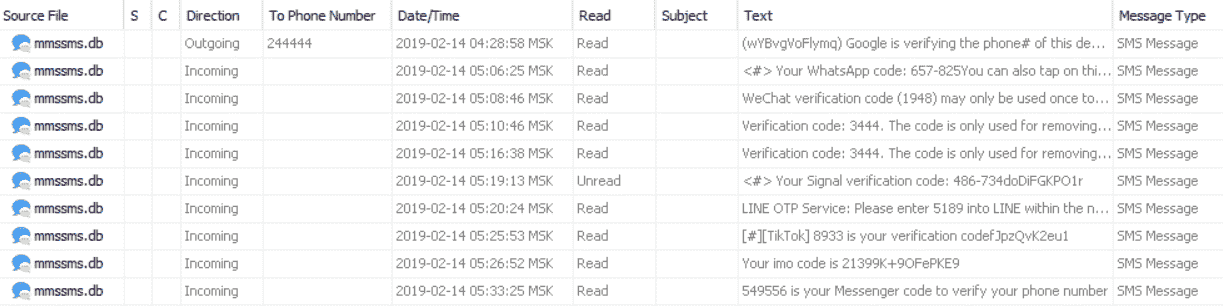 Source File S C Direction To Phone Number Date/Time Read Subject Text Message Type
mmssms.db Outgoing 244444 2019-02-14 04:28:58 MSK Read (wYBvgVoFlymq) Google is verifying the phone# of this de... SMS Message
mmssms.db Incoming 2019-02-14 05:06:25 MSK Read <#> Your WhatsApp code: 657-825You can also tap on thi... SMS Message
mmssms.db Incoming 2019-02-14 05:08:46 MSK Read WeChat verification code (1948) may only be used once to... SMS Message
mmssms.db Incoming 2019-02-14 05:10:46 MSK Read Verification code: 3444. The code is only used for removing... SMS Message
mmssms.db Incoming 2019-02-14 05:16:38 MSK Read Verification code: 3444. The code is only used for removing... SMS Message
mmssms.db Incoming 2019-02-14 05:19:13 MSK Unread <#> Your Signal verification code: 486-734doDiFGKPO1r SMS Message
mmssms.db Incoming 2019-02-14 05:20:24 MSK Read LINE OTP Service: Please enter 5189 into LINE within the n... SMS Message
mmssms.db Incoming 2019-02-14 05:25:53 MSK Read [#][TikTok] 8933 is your verification codefJpzQvK2eu1 SMS Message
mmssms.db Incoming 2019-02-14 05:26:52 MSK Read Your imo code is 21399K+9OFePKE9 SMS Message
mmssms.db Incoming 2019-02-14 05:33:25 MSK Read 549556 is your Messenger code to verify your phone number SMS Message